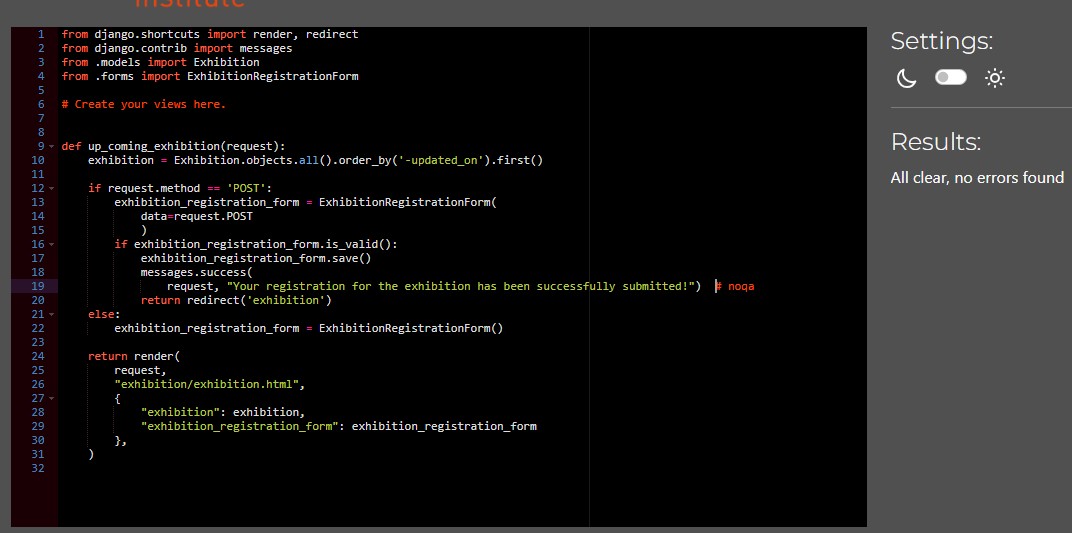 institute
1 from django.shortcuts import render, redirect
2 from django.contrib import messages
3 from .models import Exhibition
4 from .forms import ExhibitionRegistrationForm
5
6 # Create your views here.
7
8
9 def up_coming_exhibition(request):
10     exhibition = Exhibition.objects.all().order_by('-updated_on').first()
11
12     if request.method == 'POST':
13         exhibition_registration_form = ExhibitionRegistrationForm(
14             data=request.POST
15             )
16         if exhibition_registration_form.is_valid():
17             exhibition_registration_form.save()
18             messages.success(
19                 request, "Your registration for the exhibition has been successfully submitted!")  # noqa
20             return redirect('exhibition')
21     else:
22         exhibition_registration_form = ExhibitionRegistrationForm()
23
24     return render(
25         request,
26         "exhibition/exhibition.html",
27         {
28             "exhibition": exhibition,
29             "exhibition_registration_form": exhibition_registration_form
30         },
31     )
32
Settings:
Results:
All clear, no errors found